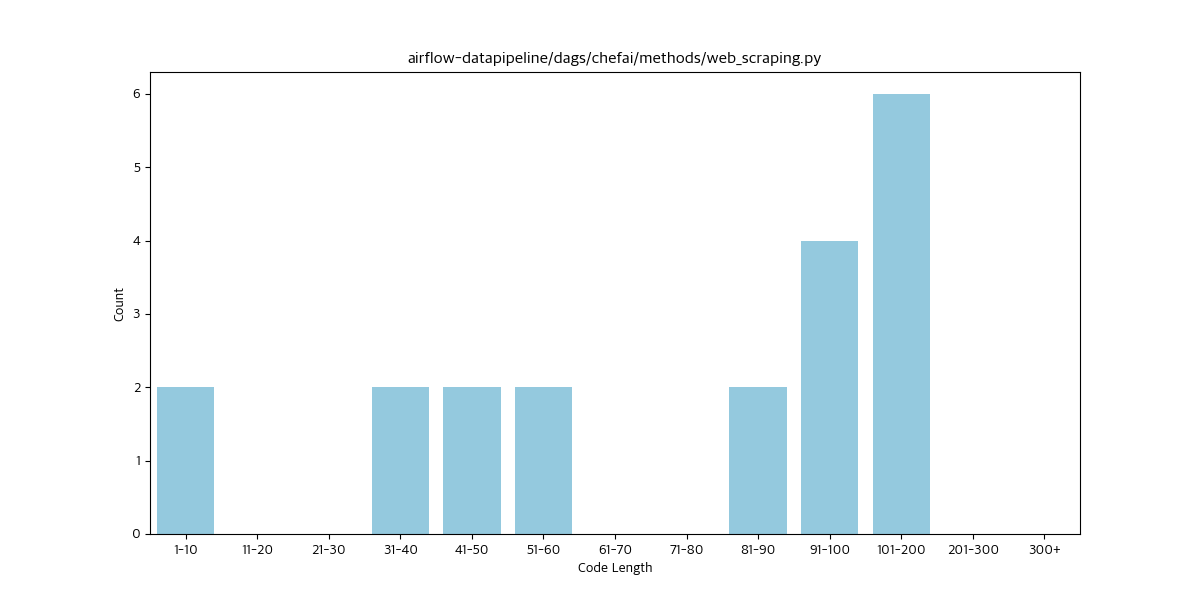 airflow-datapipeline/dags/chefai/methods/web_scraping.py
6
5
4
3
2
1
0
Count
1-10 11-20 21-30 31-40 41-50 51-60 61-70 71-80 81-90 91-100 101-200 201-300 300+
Code Length